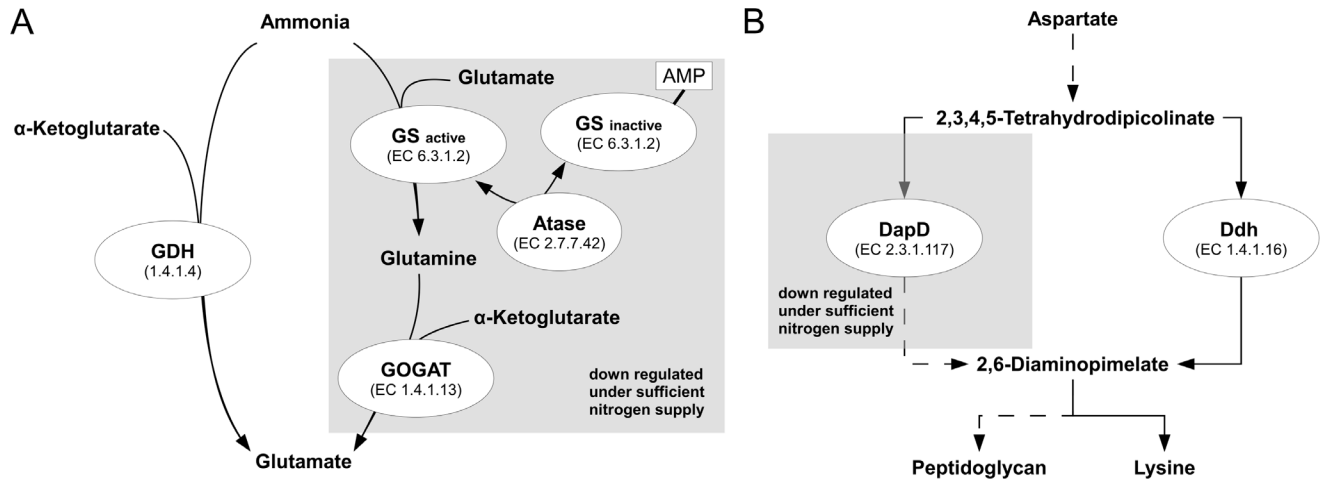 A
Ammonia
Glutamate
AMP
α-Ketoglutarate
GS active
(EC 6.3.1.2)
GS inactive
(EC 6.3.1.2)
Atase
(EC 2.7.7.42)
GDH
(1.4.1.4)
Glutamine
α-Ketoglutarate
GOGAT
(EC 1.4.1.13)
down regulated
under sufficient
nitrogen supply
Glutamate
B
Aspartate
2,3,4,5-Tetrahydrodipicolinate
DapD
(EC 2.3.1.117)
Ddh
(EC 1.4.1.16)
down regulated
under sufficient
nitrogen supply
2,6-Diaminopimelate
Peptidoglycan
Lysine